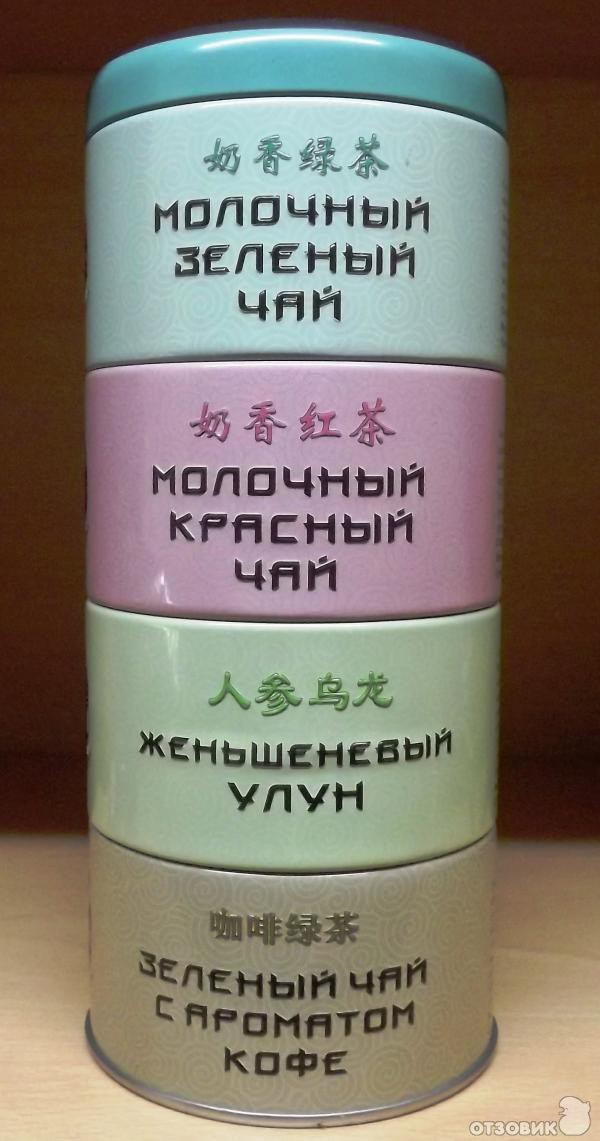 奶香绿茶
МОЛОЧНЫЙ
ЗЕЛЕНЫЙ
ЧАЙ
奶香红茶
МОЛОЧНЫЙ
КРАСНЫЙ
ЧАЙ
人参乌龙
ЖЕНЬШЕНЕВЫЙ
УЛУН
咖啡绿茶
ЗЕЛЕНЫЙ ЧАЙ
С АРОМАТОМ
КОФЕ
ОТЗОВИК